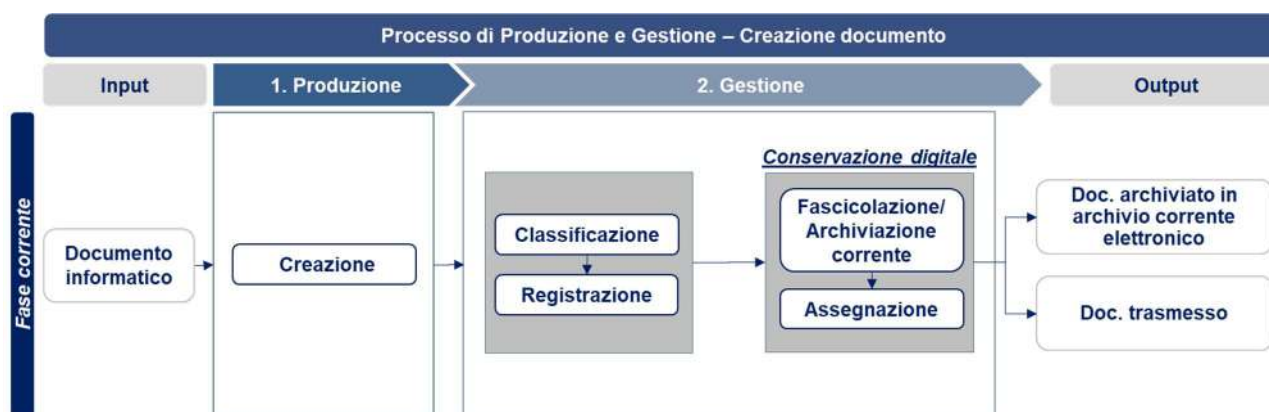 Processo di Produzione e Gestione – Creazione documento
Input
1. Produzione
2. Gestione
Output
Fase corrente
Documento
informatico
Creazione
Classificazione
Registrazione
Conservazione digitale
Fascicolazione/
Archiviazione
corrente
Assegnazione
Doc. archiviato in
archivio corrente
elettronico
Doc. trasmesso